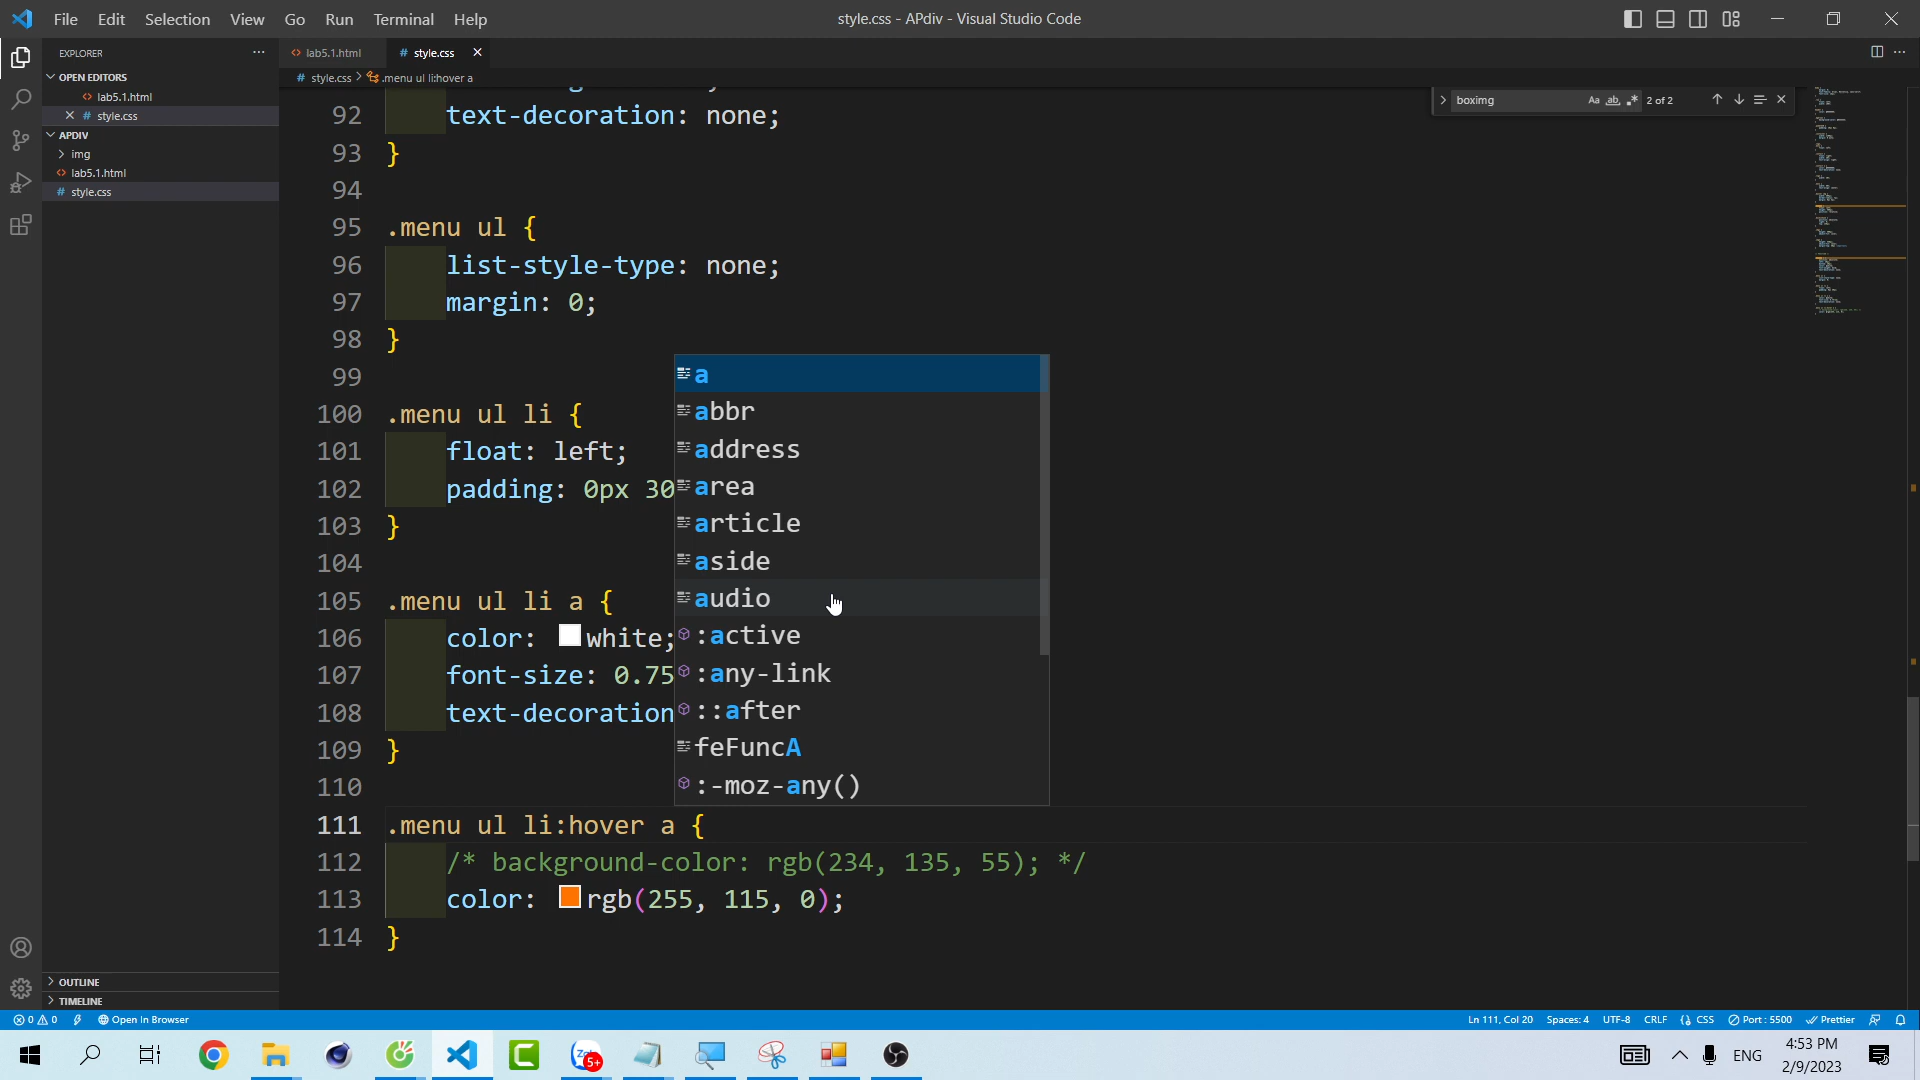 File Edit Selection View Go Run Terminal Help
style.css - APdiv - Visual Studio Code
EXPLORER
OPEN EDITORS
lab5.1.html
style.css
APDIV
img
lab5.1.html
style.css
OUTLINE
TIMELINE
lab5.1.html
style.css
style.css > .menu ul li:hover a
boximg
Aa ab 2 of 2
92 text-decoration: none;
93 }
94
95 .menu ul {
96 list-style-type: none;
97 margin: 0;
98 }
99
100 .menu ul li {
101 float: left;
102 padding: 0px 30
103 }
104
105 .menu ul li a {
106 color: white;
107 font-size: 0.75
108 text-decoration
109 }
110
111 .menu ul li:hover a {
112 /* background-color: rgb(234, 135, 55); */
113 color: rgb(255, 115, 0);
114 }
a
abbr
address
area
article
aside
audio
:active
:any-link
::after
feFuncA
:-moz-any()
0 0 Open In Browser
Ln 111, Col 20 Spaces: 4 UTF-8 CRLF {} CSS Port : 5500 Prettier
5+
ENG
4:53 PM
2/9/2023